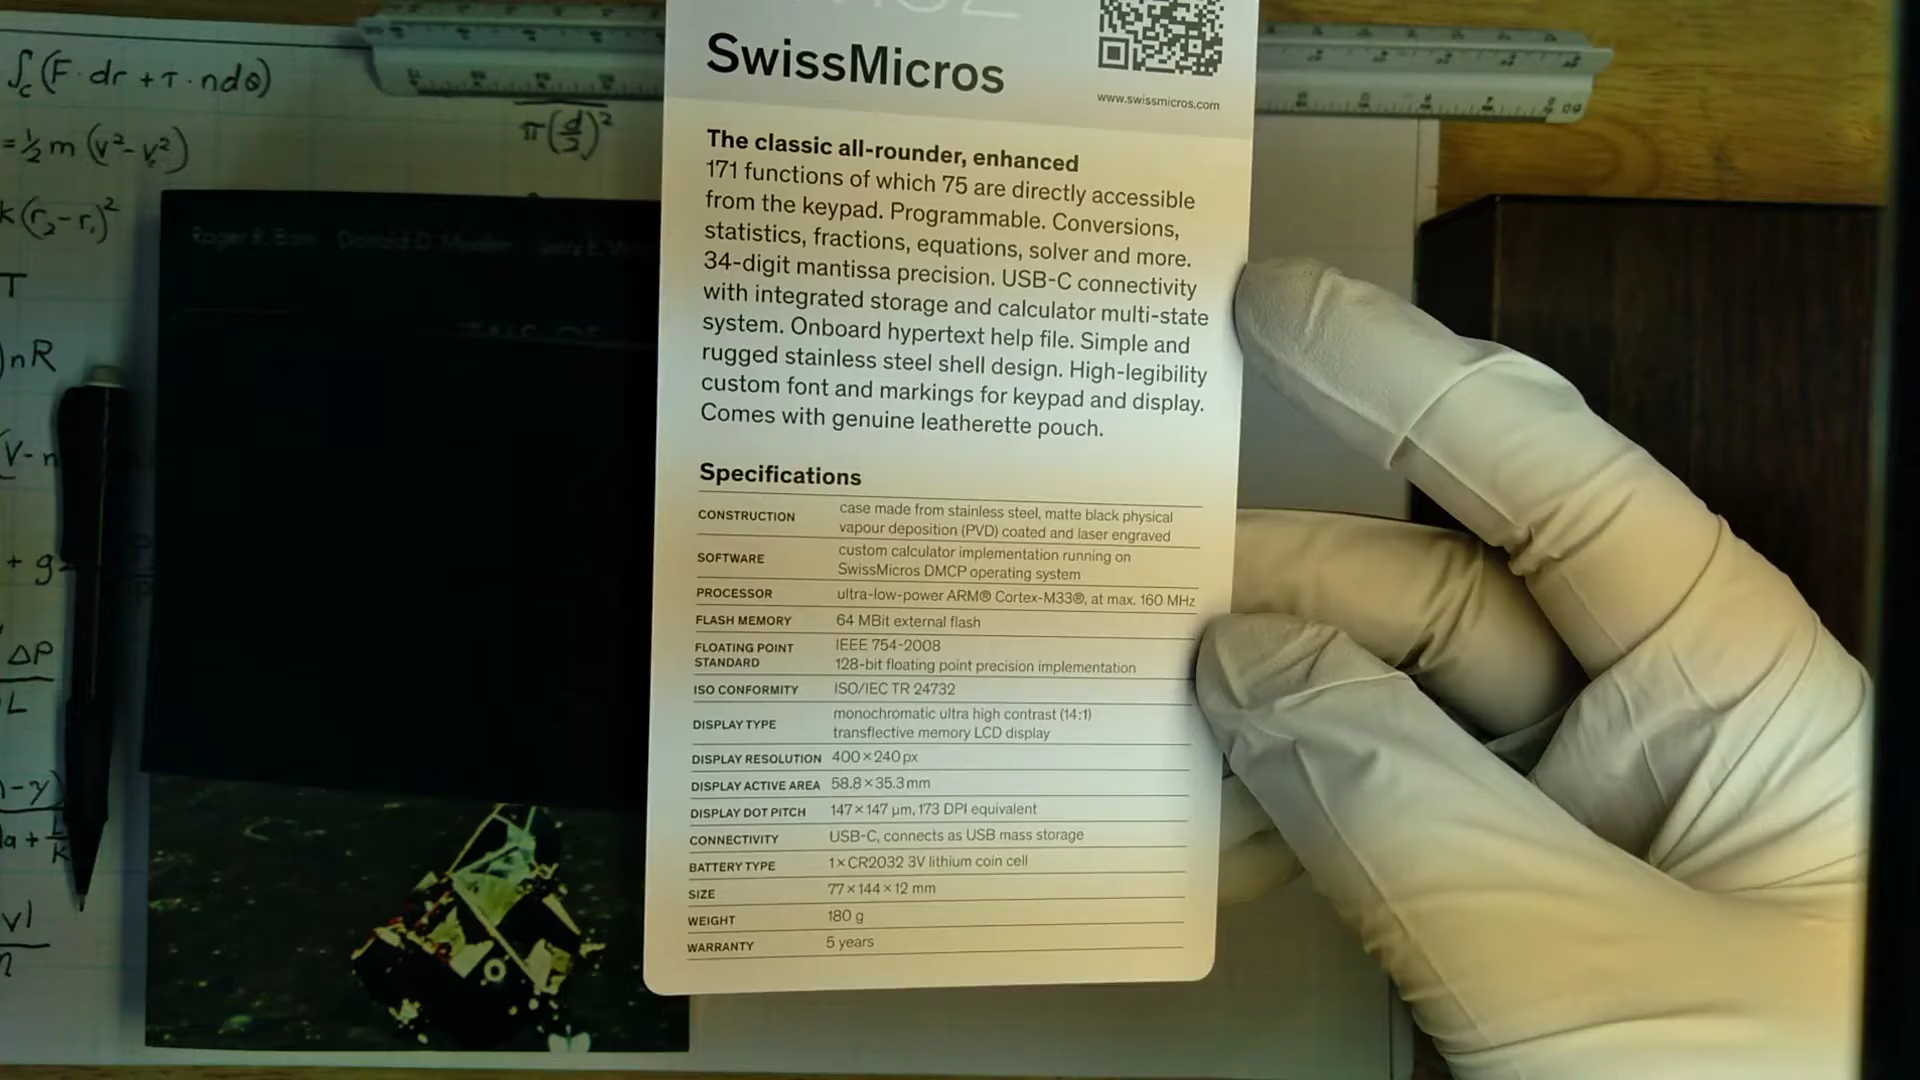 SwissMicros
www.swissmicros.com
The classic all-rounder, enhanced
171 functions of which 75 are directly accessible
from the keypad. Programmable. Conversions,
statistics, fractions, equations, solver and more.
34-digit mantissa precision. USB-C connectivity
with integrated storage and calculator multi-state
system. Onboard hypertext help file. Simple and
rugged stainless steel shell design. High-legibility
custom font and markings for keypad and display.
Comes with genuine leatherette pouch.
Specifications
CONSTRUCTION case made from stainless steel, matte black physical
vapour deposition (PVD) coated and laser engraved
SOFTWARE custom calculator implementation running on
SwissMicros DMCP operating system
PROCESSOR ultra-low-power ARM® Cortex-M33®, at max. 160 MHz
FLASH MEMORY 64 MBit external flash
FLOATING POINT STANDARD IEEE 754-2008
128-bit floating point precision implementation
ISO CONFORMITY ISO/IEC TR 24732
DISPLAY TYPE monochromatic ultra high contrast (14:1)
transflective memory LCD display
DISPLAY RESOLUTION 400×240 px
DISPLAY ACTIVE AREA 58.8×35.3 mm
DISPLAY DOT PITCH 147×147 µm, 173 DPI equivalent
CONNECTIVITY USB-C, connects as USB mass storage
BATTERY TYPE 1×CR2032 3V lithium coin cell
SIZE 77×144×12 mm
WEIGHT 180 g
WARRANTY 5 years
∫c (F·dr + τ·ndθ)
=½m (v²-v²)
k(r₂-r₁)²
T
nR
(V-n
+ g
ΔP
L
π(d/2)²